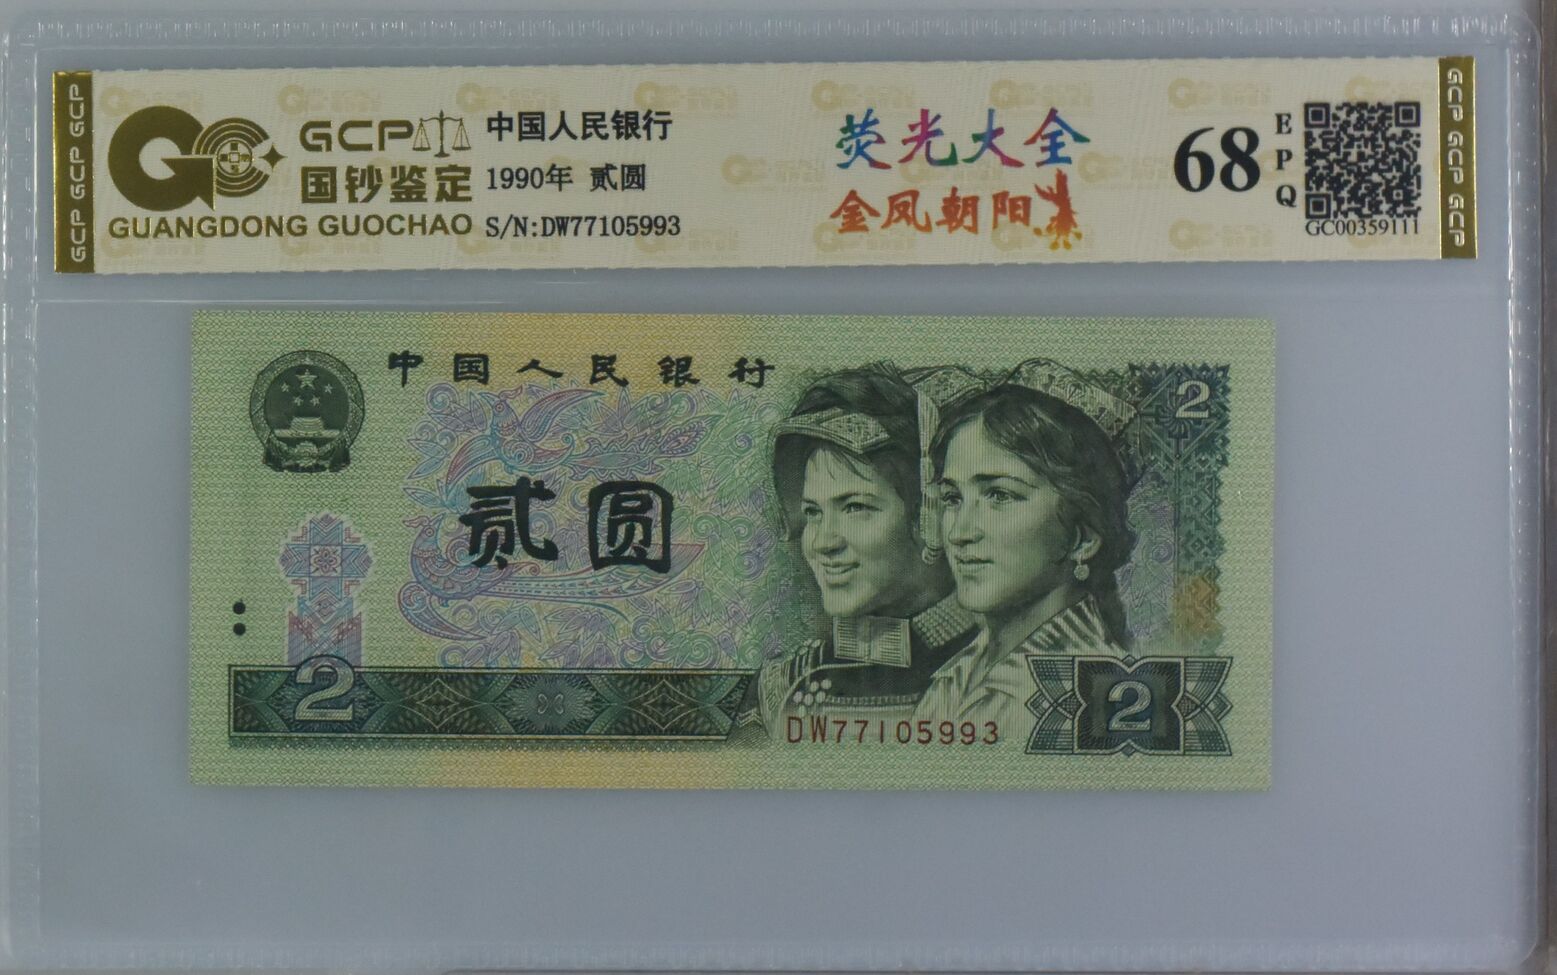 GCP GCP GCP
GCP
国钞鉴定
GUANGDONG GUOCHAO
中国人民银行
1990年 贰圆
S/N:DW77105993
荧光大全
金凤朝阳
68
EPQ
GC00359111
GCP GCP GCP
中国人民银行
2
贰圆
2
DW77105993
2